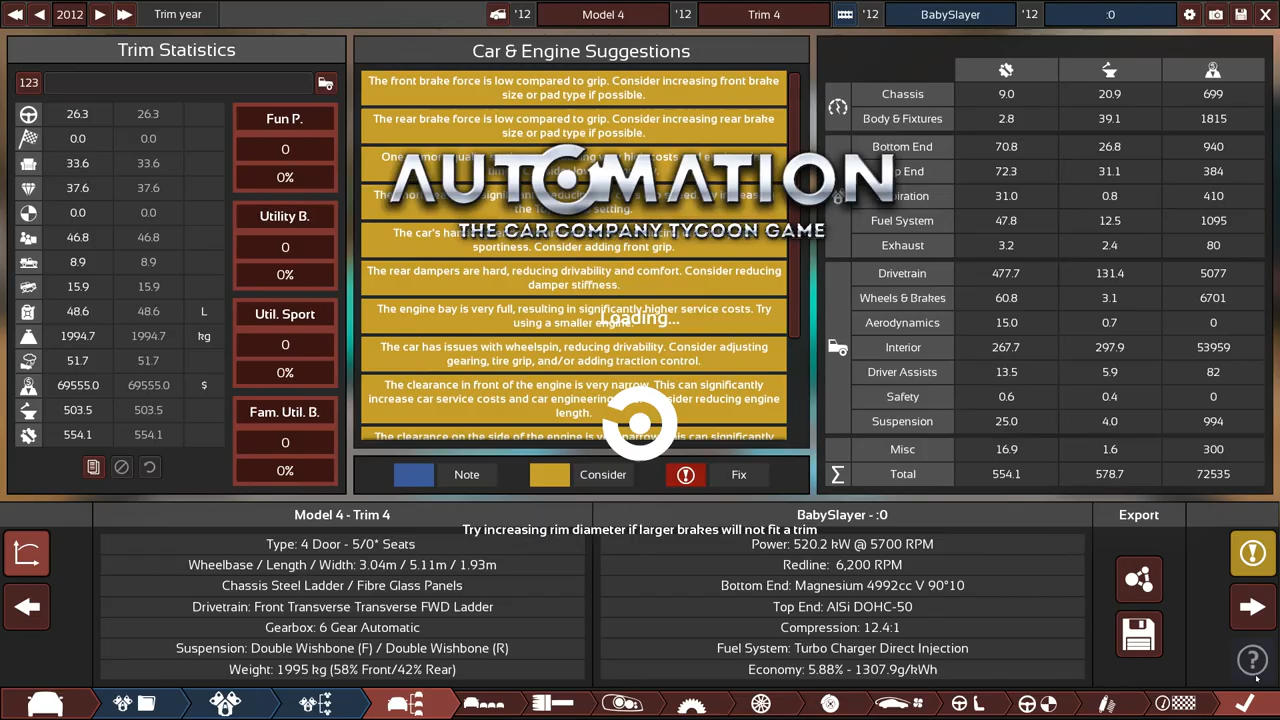 2012
Trim year
'12
Model 4
'12
Trim 4
'12
BabySlayer
'12
:0
Trim Statistics
123
26.3 26.3
0.0 0.0
33.6 33.6
37.6 37.6
0.0 0.0
46.8 46.8
8.9 8.9
15.9 15.9
48.6 48.6 L
1994.7 1994.7 kg
51.7 51.7
69555.0 69555.0 $
503.5 503.5
554.1 554.1
Fun P.
0
0%
Utility B.
0
0%
Util. Sport
0
0%
Fam. Util. B.
0
0%
Car & Engine Suggestions
The front brake force is low compared to grip. Consider increasing front brake
size or pad type if possible.
The rear brake force is low compared to grip. Consider increasing rear brake
size or pad type if possible.
AUTOMATION
THE CAR COMPANY TYCOON GAME
The car's
sportiness. Consider adding front grip.
The rear dampers are hard, reducing drivability and comfort. Consider reducing
damper stiffness.
The engine bay is very full, resulting in significantly higher service costs. Try
using a smaller engine.
Loading...
The car has issues with wheelspin, reducing drivability. Consider adjusting
gearing, tire grip, and/or adding traction control.
The clearance in front of the engine is very narrow. This can significantly
increase car service costs and car engineering consider reducing engine
length.
The clearance on the side of the engine is very narrow. This can significantly
Note
Consider
Fix
Chassis 9.0 20.9 699
Body & Fixtures 2.8 39.1 1815
Bottom End 70.8 26.8 940
End 72.3 31.1 384
31.0 0.8 410
Fuel System 47.8 12.5 1095
Exhaust 3.2 2.4 80
Drivetrain 477.7 131.4 5077
Wheels & Brakes 60.8 3.1 6701
Aerodynamics 15.0 0.7 0
Interior 267.7 297.9 53959
Driver Assists 13.5 5.9 82
Safety 0.6 0.4 0
Suspension 25.0 4.0 994
Misc 16.9 1.6 300
Σ Total 554.1 578.7 72535
Model 4 - Trim 4
Type: 4 Door - 5/0* Seats
Wheelbase / Length / Width: 3.04m / 5.11m / 1.93m
Chassis Steel Ladder / Fibre Glass Panels
Drivetrain: Front Transverse Transverse FWD Ladder
Gearbox: 6 Gear Automatic
Suspension: Double Wishbone (F) / Double Wishbone (R)
Weight: 1995 kg (58% Front/42% Rear)
Try increasing rim diameter if larger brakes will not fit a trim
BabySlayer - :0
Power: 520.2 kW @ 5700 RPM
Redline: 6,200 RPM
Bottom End: Magnesium 4992cc V 90°10
Top End: AlSi DOHC-50
Compression: 12.4:1
Fuel System: Turbo Charger Direct Injection
Economy: 5.88% - 1307.9g/kWh
Export